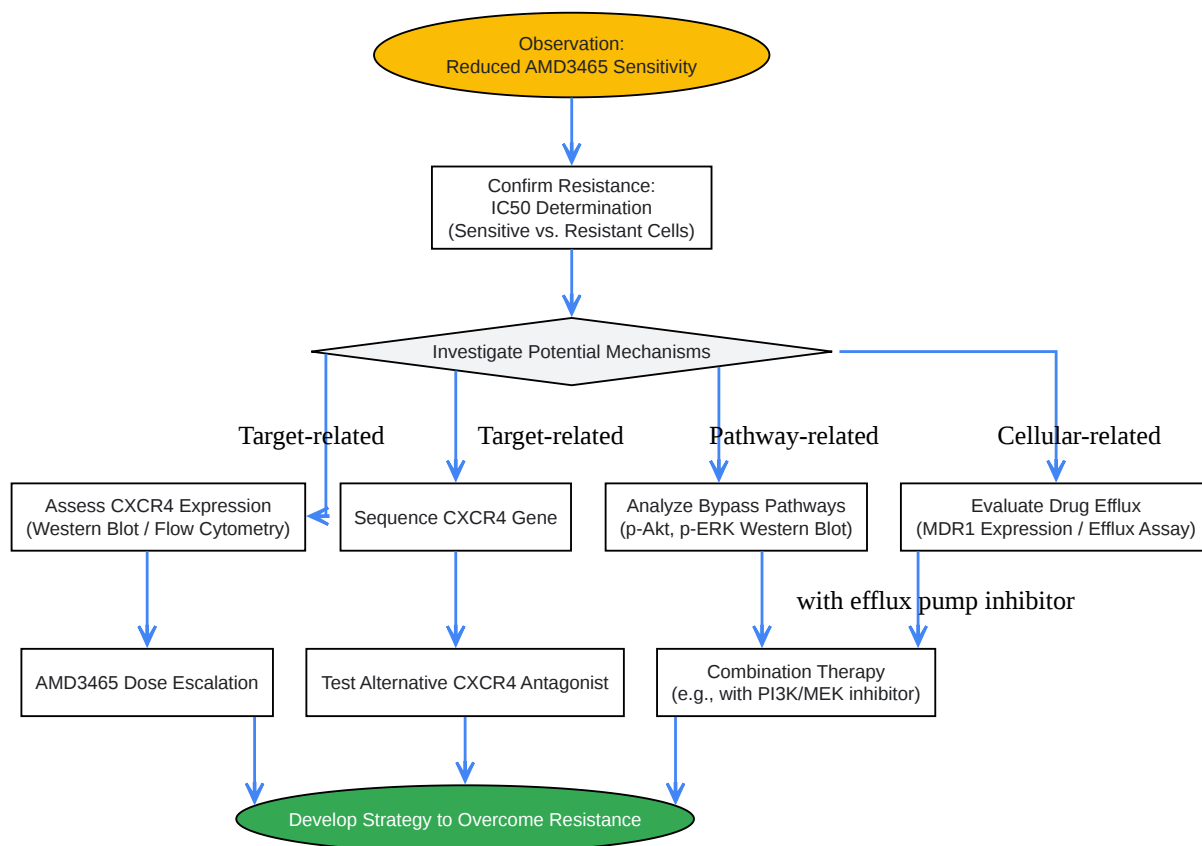 Observation:
Reduced AMD3465 Sensitivity
Confirm Resistance:
IC50 Determination
(Sensitive vs. Resistant Cells)
Investigate Potential Mechanisms
Target-related
Target-related
Pathway-related
Cellular-related
Assess CXCR4 Expression
(Western Blot / Flow Cytometry)
Sequence CXCR4 Gene
Analyze Bypass Pathways
(p-Akt, p-ERK Western Blot)
Evaluate Drug Efflux
(MDR1 Expression / Efflux Assay)
with efflux pump inhibitor
AMD3465 Dose Escalation
Test Alternative CXCR4 Antagonist
Combination Therapy
(e.g., with PI3K/MEK inhibitor)
Develop Strategy to Overcome Resistance